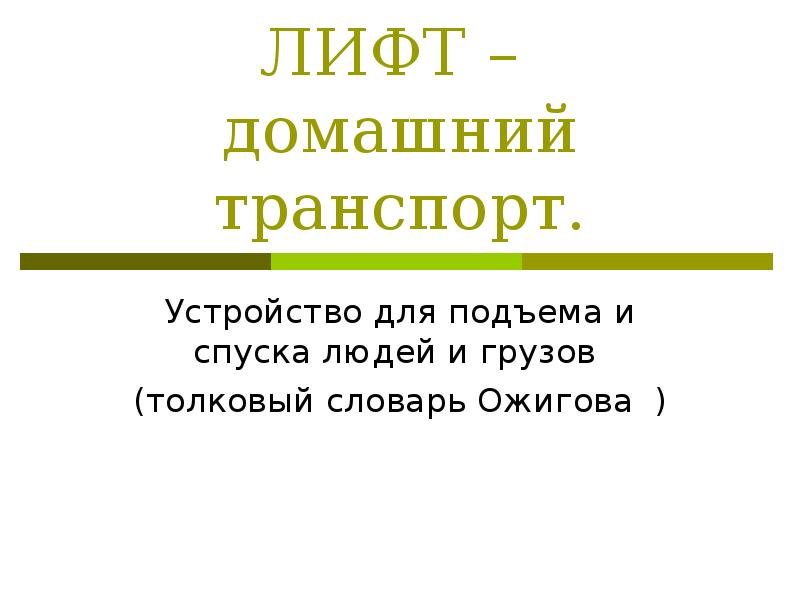 ЛИФТ –
домашний
транспорт.
Устройство для подъема и
спуска людей и грузов
(толковый словарь Ожигова  )